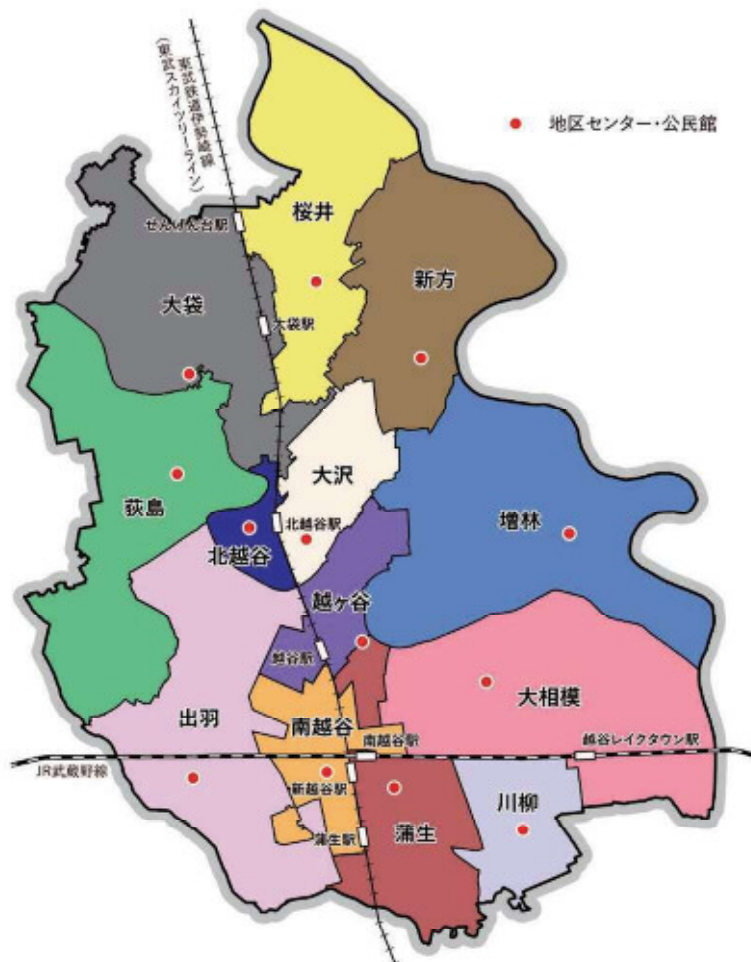 東武鉄道伊勢崎線
(東武スカイツリーライン)
地区センター・公民館
桜井
せんげん台駅
新方
大袋
大袋駅
大沢
荻島
北越谷駅
増林
北越谷
越ヶ谷
越谷駅
大相模
出羽
南越谷
南越谷駅
越谷レイクタウン駅
JR武蔵野線
新越谷駅
川柳
蒲生駅
蒲生